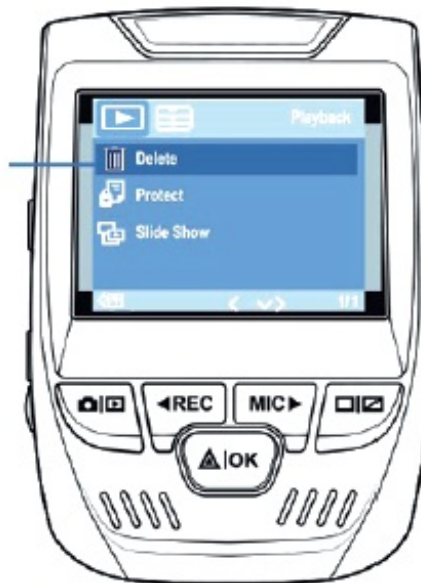 Playback
Delete
Protect
Slide Show
1/1
◀REC
MIC▶
|OK